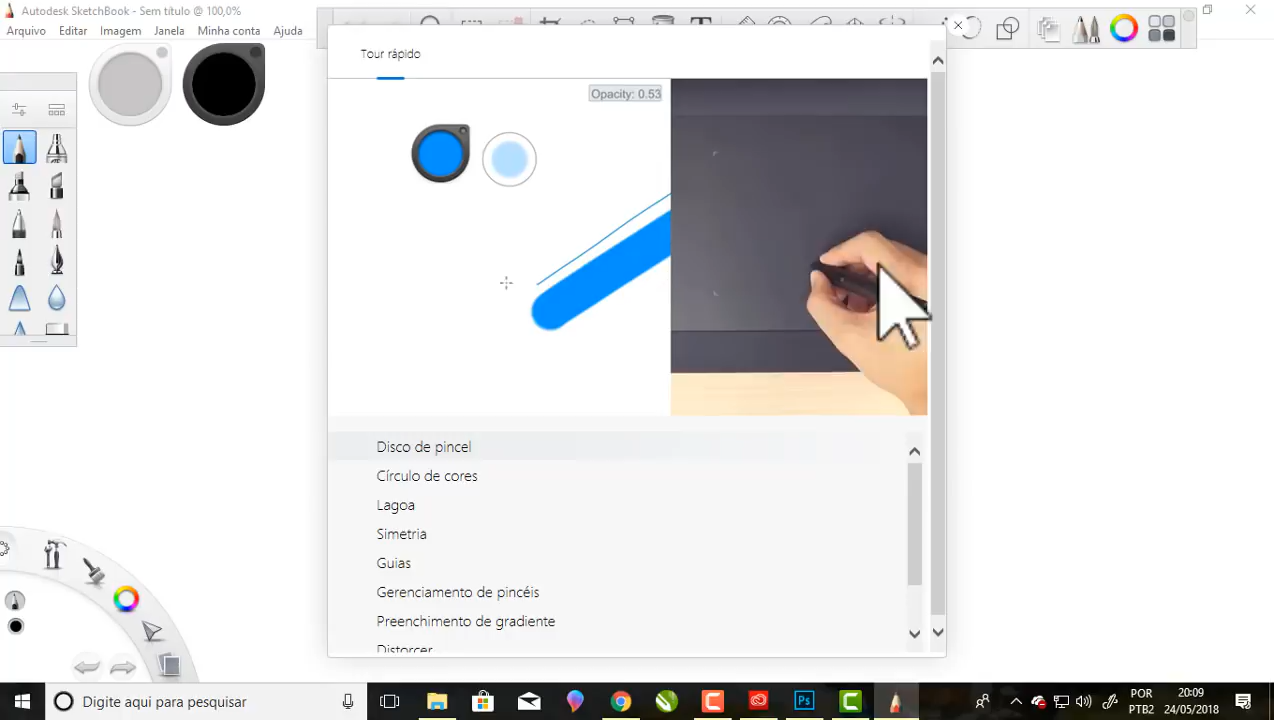 Autodesk SketchBook - Sem título @ 100,0%
Arquivo Editar Imagem Janela Minha conta Ajuda
Tour rápido
Opacity: 0.53
Disco de pincel
Círculo de cores
Lagoa
Simetria
Guias
Gerenciamento de pincéis
Preenchimento de gradiente
Distorcer
Digite aqui para pesquisar
Ps
POR
PTB2
20:09
24/05/2018